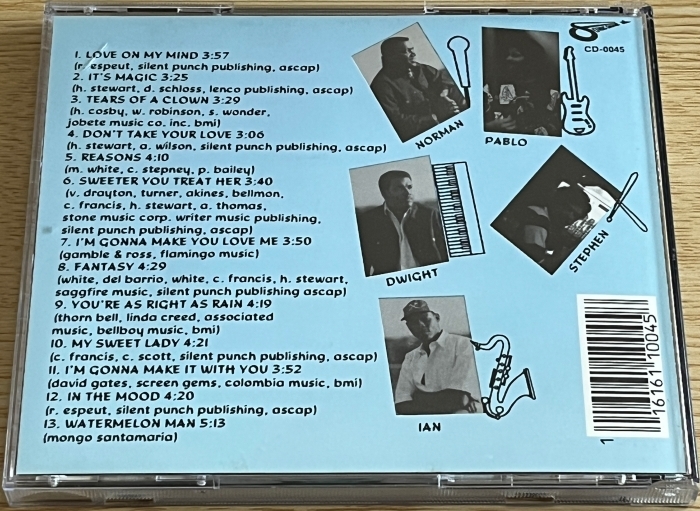 1. LOVE ON MY MIND 3:57
(r. espeut, silent punch publishing, ascap)
2. IT'S MAGIC 3:25
(h. stewart, d. schloss, lenco publishing, ascap)
3. TEARS OF A CLOWN 3:29
(h. cosby, w. robinson, s. wonder,
jobete music co. inc. bmi)
4. DON'T TAKE YOUR LOVE 3:06
(h. stewart, a. wilson, silent punch publishing, ascap)
5. REASONS 4:10
(m. white, c. stepney, p. bailey)
6. SWEETER YOU TREAT HER 3:40
(v. drayton, turner, akines, bellmon,
c. francis, h. stewart, a. thomas,
stone music corp. writer music publishing,
silent punch publishing, ascap)
7. I'M GONNA MAKE YOU LOVE ME 3:50
(gamble & ross, flamingo music)
8. FANTASY 4:29
(white, del barrio, white, c. francis, h. stewart,
saggfire music, silent punch publishing ascap)
9. YOU'RE AS RIGHT AS RAIN 4:19
(thorn bell, linda creed, associated
music, bellboy music, bmi)
10. MY SWEET LADY 4:21
(c. francis, c. scott, silent punch publishing, ascap)
11. I'M GONNA MAKE IT WITH YOU 3:52
(david gates, screen gems, colombia music, bmi)
12. IN THE MOOD 4:20
(r. espeut, silent punch publishing, ascap)
13. WATERMELON MAN 5:13
(mongo santamaria)
CD-0045
NORMAN
PABLO
DWIGHT
STEPHEN
IAN
1 16161 10045